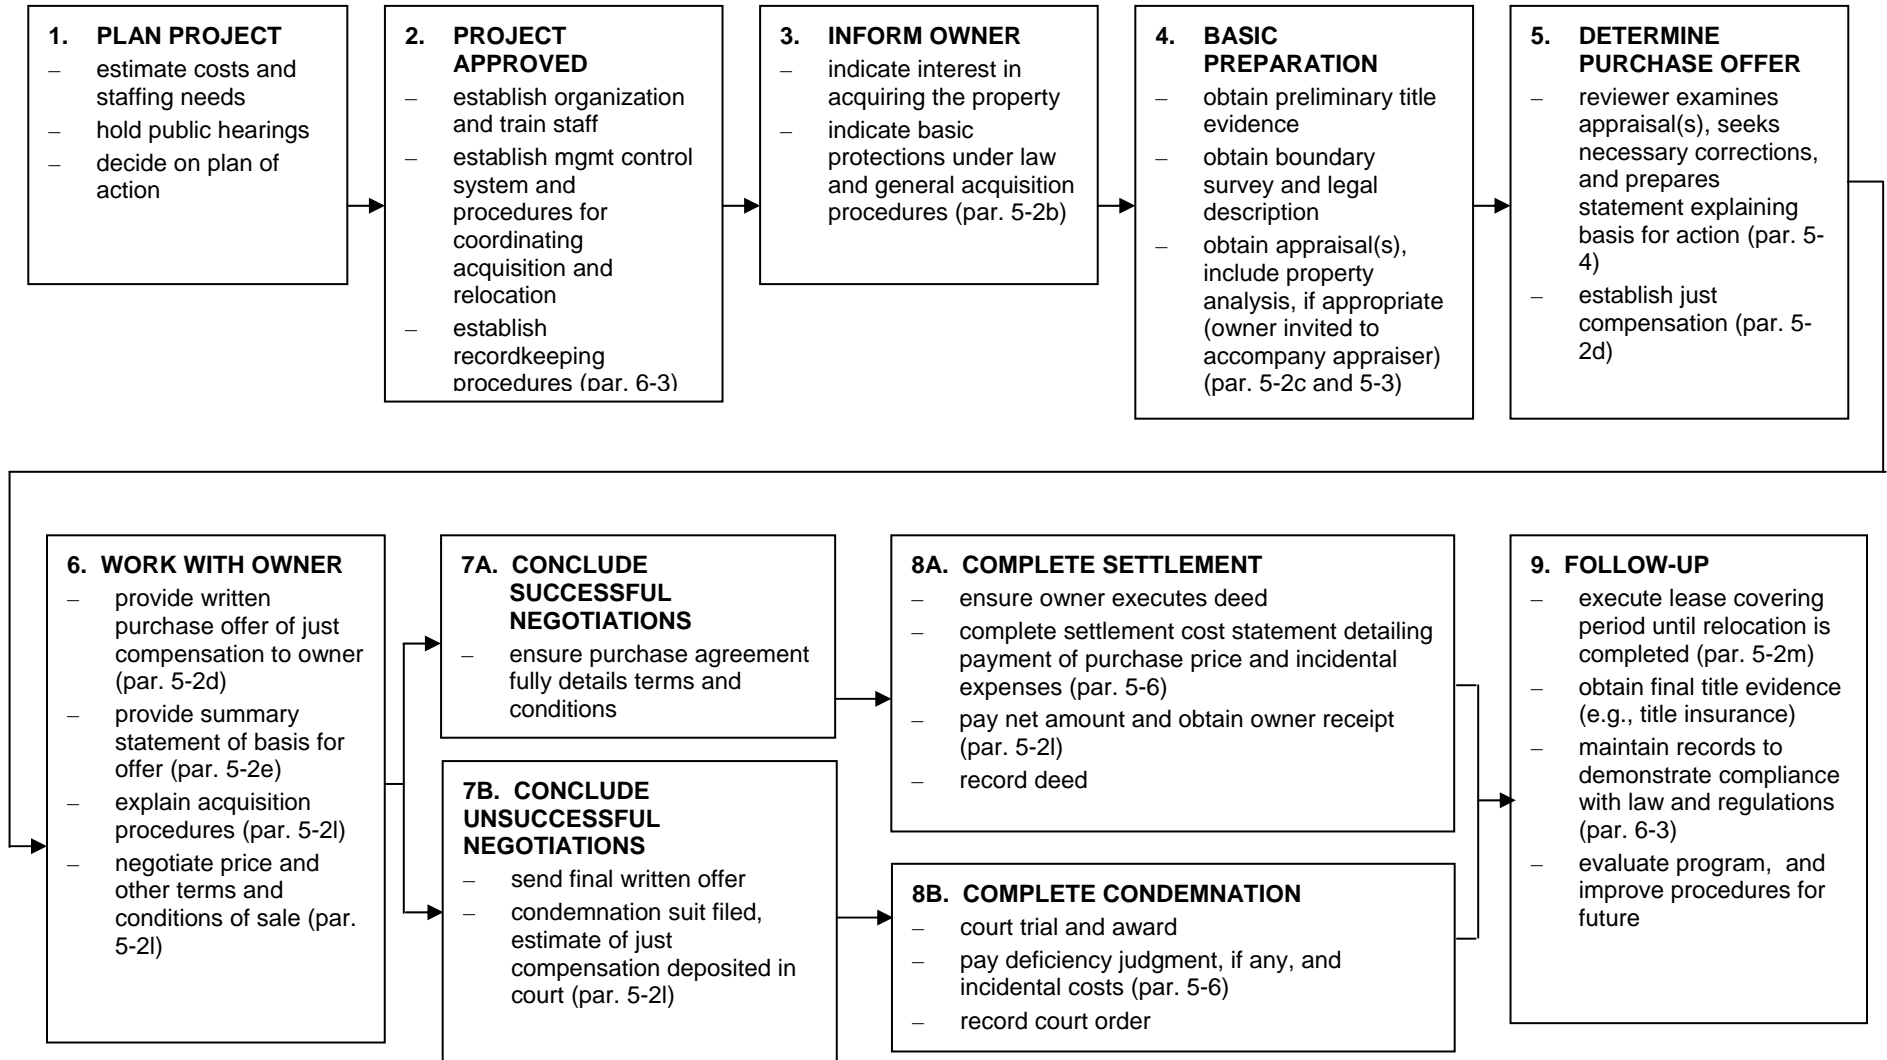 1. PLAN PROJECT
– estimate costs and
staffing needs
– hold public hearings
– decide on plan of
action
2. PROJECT
APPROVED
– establish organization
and train staff
– establish mgmt control
system and
procedures for
coordinating
acquisition and
relocation
– establish
recordkeeping
procedures (par. 6-3)
3. INFORM OWNER
– indicate interest in
acquiring the property
– indicate basic
protections under law
and general acquisition
procedures (par. 5-2b)
4. BASIC
PREPARATION
– obtain preliminary title
evidence
– obtain boundary
survey and legal
description
– obtain appraisal(s),
include property
analysis, if appropriate
(owner invited to
accompany appraiser)
(par. 5-2c and 5-3)
5. DETERMINE
PURCHASE OFFER
– reviewer examines
appraisal(s), seeks
necessary corrections,
and prepares
statement explaining
basis for action (par. 5-
4)
– establish just
compensation (par. 5-
2d)
6. WORK WITH OWNER
– provide written
purchase offer of just
compensation to owner
(par. 5-2d)
– provide summary
statement of basis for
offer (par. 5-2e)
– explain acquisition
procedures (par. 5-2l)
– negotiate price and
other terms and
conditions of sale (par.
5-2l)
7A. CONCLUDE
SUCCESSFUL
NEGOTIATIONS
– ensure purchase agreement
fully details terms and
conditions
7B. CONCLUDE
UNSUCCESSFUL
NEGOTIATIONS
– send final written offer
– condemnation suit filed,
estimate of just
compensation deposited in
court (par. 5-2l)
8A. COMPLETE SETTLEMENT
– ensure owner executes deed
– complete settlement cost statement detailing
payment of purchase price and incidental
expenses (par. 5-6)
– pay net amount and obtain owner receipt
(par. 5-2l)
– record deed
8B. COMPLETE CONDEMNATION
– court trial and award
– pay deficiency judgment, if any, and
incidental costs (par. 5-6)
– record court order
9. FOLLOW-UP
– execute lease covering
period until relocation is
completed (par. 5-2m)
– obtain final title evidence
(e.g., title insurance)
– maintain records to
demonstrate compliance
with law and regulations
(par. 6-3)
– evaluate program, and
improve procedures for
future